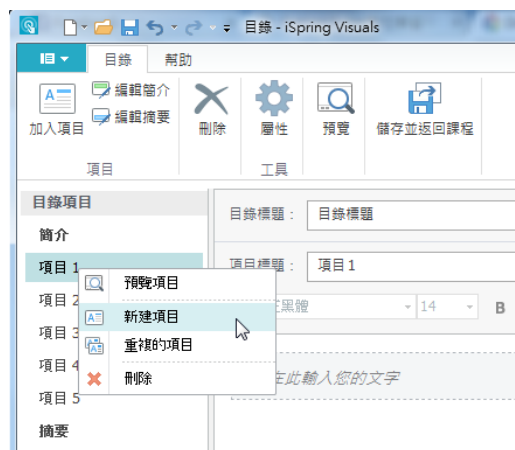 目錄 - iSpring Visuals
目錄 幫助
加入項目
編輯簡介
編輯摘要
刪除
屬性
預覽
儲存並返回課程
項目
工具
目錄項目
簡介
項目 1
項目 2
項目 3
項目 4
項目 5
摘要
預覽項目
新建項目
重複的項目
刪除
目錄標題： 目錄標題
項目標題： 項目 1
黑體 14 B
在此輸入您的文字